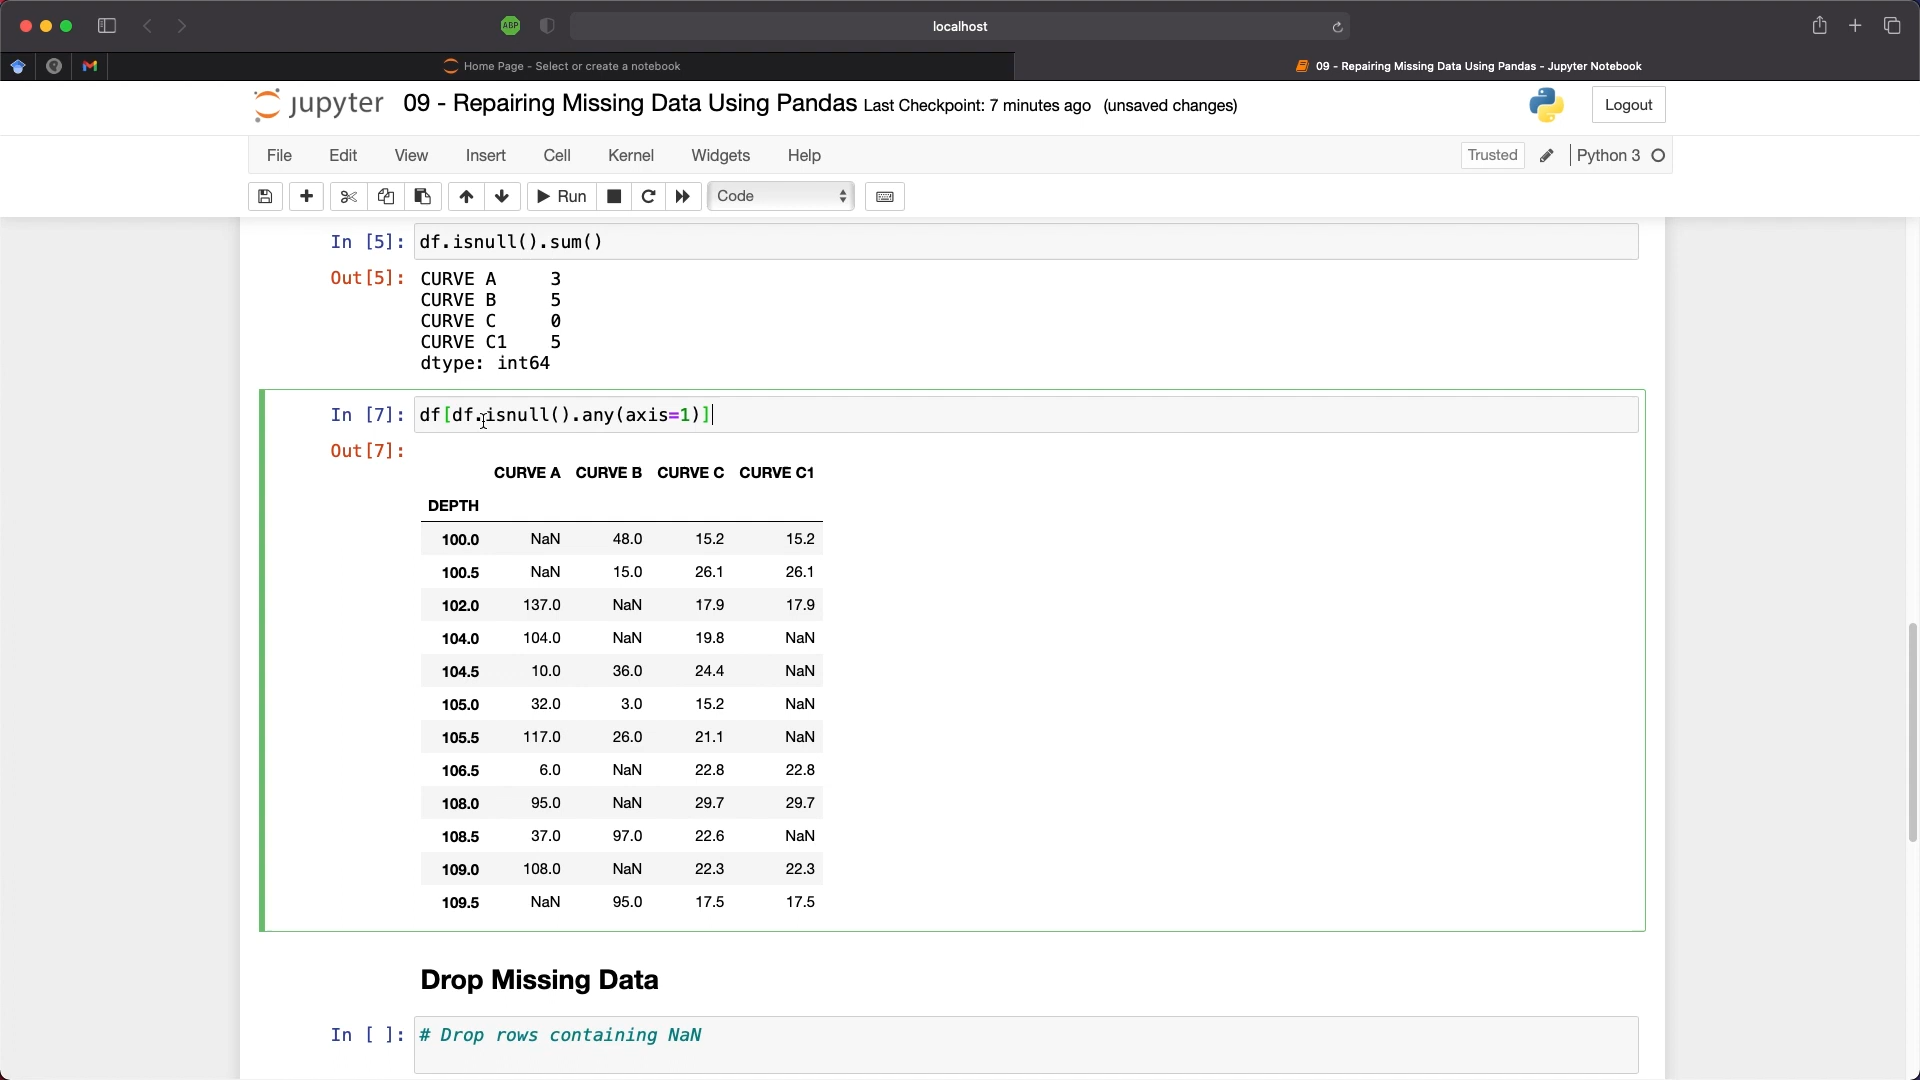 ABP
localhost
Home Page - Select or create a notebook
09 - Repairing Missing Data Using Pandas - Jupyter Notebook
jupyter 09 - Repairing Missing Data Using Pandas Last Checkpoint: 7 minutes ago (unsaved changes)
Logout
File Edit View Insert Cell Kernel Widgets Help
Trusted Python 3
Run Code
In [5]: df.isnull().sum()
Out[5]: CURVE A 3
CURVE B 5
CURVE C 0
CURVE C1 5
dtype: int64
In [7]: df[df.isnull().any(axis=1)]
Out[7]:
CURVE A CURVE B CURVE C CURVE C1
DEPTH
100.0 NaN 48.0 15.2 15.2
100.5 NaN 15.0 26.1 26.1
102.0 137.0 NaN 17.9 17.9
104.0 104.0 NaN 19.8 NaN
104.5 10.0 36.0 24.4 NaN
105.0 32.0 3.0 15.2 NaN
105.5 117.0 26.0 21.1 NaN
106.5 6.0 NaN 22.8 22.8
108.0 95.0 NaN 29.7 29.7
108.5 37.0 97.0 22.6 NaN
109.0 108.0 NaN 22.3 22.3
109.5 NaN 95.0 17.5 17.5
Drop Missing Data
In [ ]: # Drop rows containing NaN